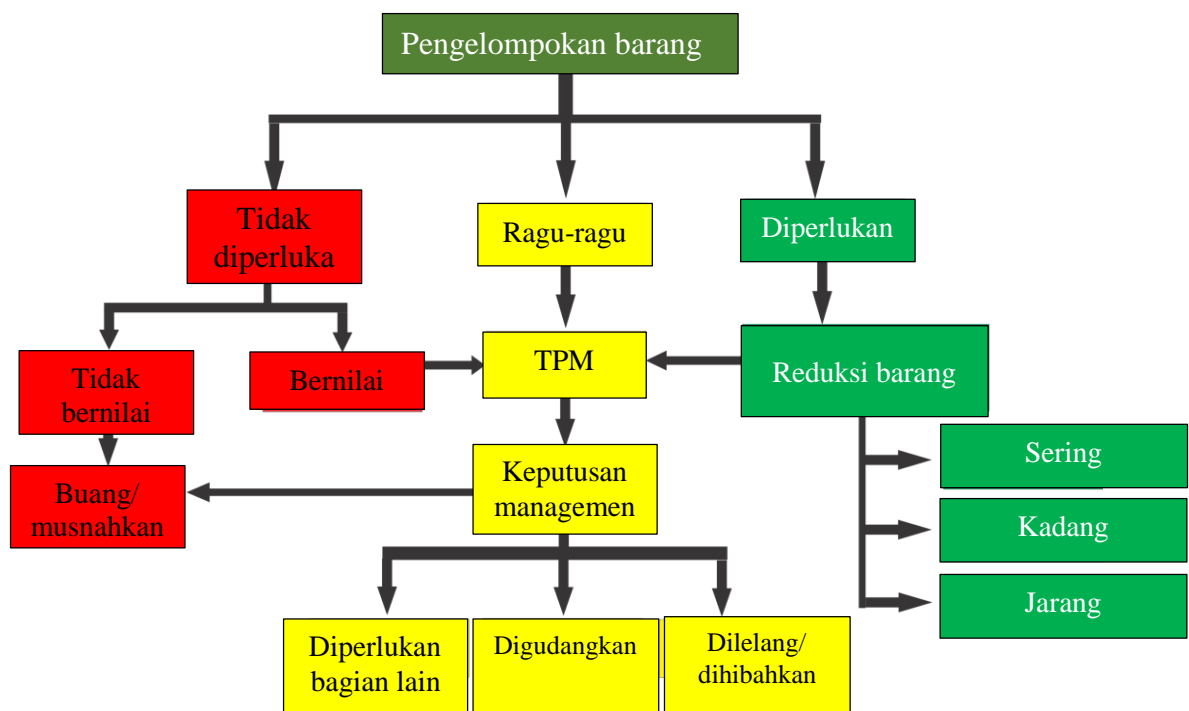 Pengelompokan barang
Tidak
diperluka
Ragu-ragu
Diperlukan
Tidak
bernilai
Bernilai
TPM
Reduksi barang
Buang/
musnahkan
Keputusan
managemen
Sering
Kadang
Jarang
Diperlukan
bagian lain
Digudangkan
Dilelang/
dihibahkan